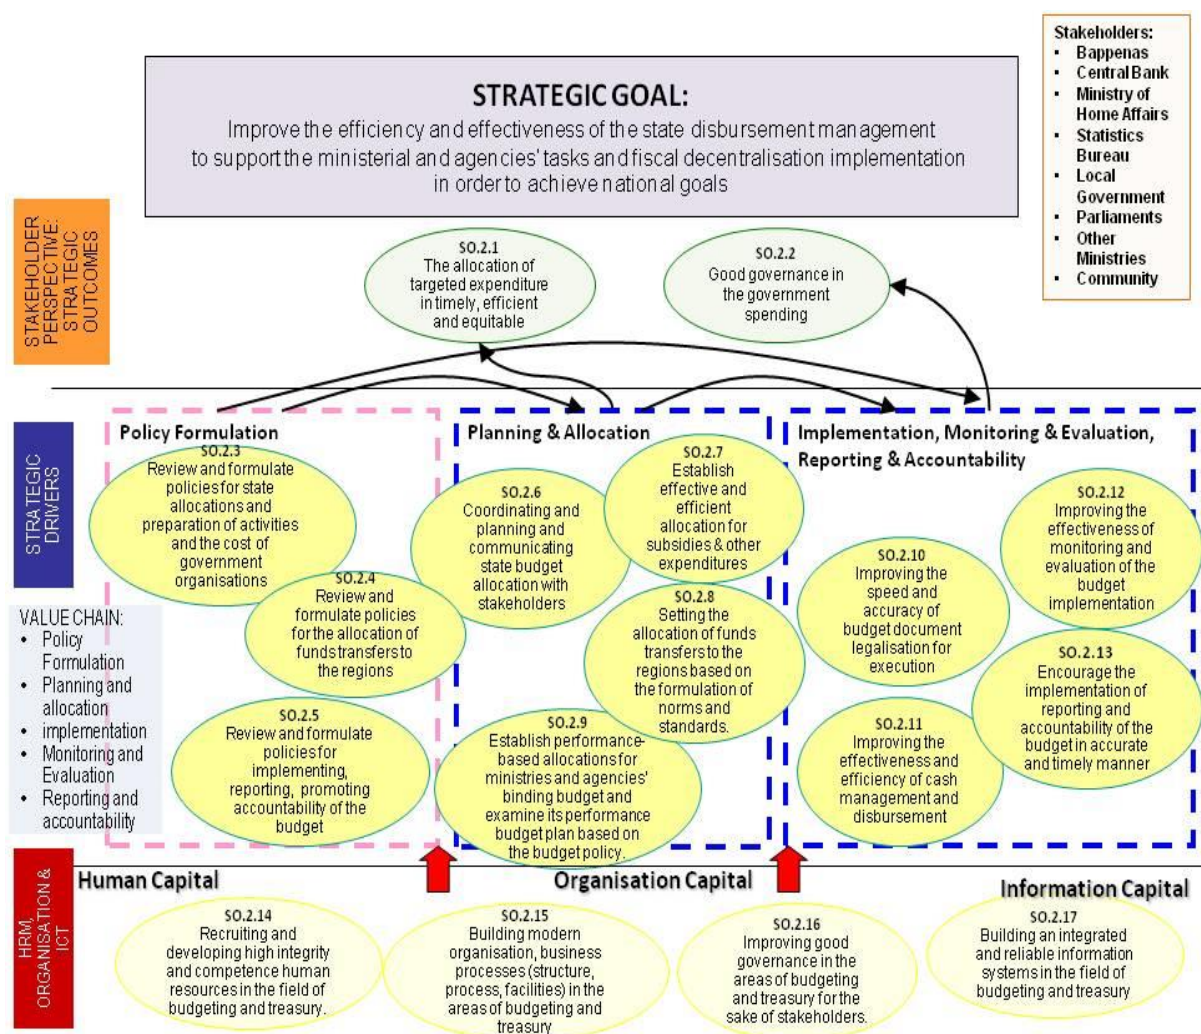 Stakeholders:
▪ Bappenas
▪ Central Bank
▪ Ministry of
Home Affairs
▪ Statistics
Bureau
▪ Local
Government
▪ Parliaments
▪ Other
Ministries
▪ Community
STRATEGIC GOAL:
Improve the efficiency and effectiveness of the state disbursement management
to support the ministerial and agencies' tasks and fiscal decentralisation implementation
in order to achieve national goals
STAKEHOLDER
PERSPECTIVE:
STRATEGIC
OUTCOMES
SO.2.1
The allocation of
targeted expenditure
in timely, efficient
and equitable
SO.2.2
Good governance in
the government
spending
STRATEGIC
DRIVERS
Policy Formulation
SO.2.3
Review and formulate
policies for state
allocations and
preparation of activities
and the cost of
government
organisations
SO.2.4
Review and
formulate policies
for the allocation of
funds transfers to
the regions
SO.2.5
Review and formulate
policies for
implementing,
reporting, promoting
accountability of the
budget
Planning & Allocation
SO.2.6
Coordinating and
planning and
communicating
state budget
allocation with
stakeholders
SO.2.7
Establish
effective and
efficient
allocation for
subsidies & other
expenditures
SO.2.8
Setting the
allocation of funds
transfers to the
regions based on
the formulation of
norms and
standards.
SO.2.9
Establish performance-
based allocations for
ministries and agencies'
binding budget and
examine its performance
budget plan based on
the budget policy.
Implementation, Monitoring & Evaluation,
Reporting & Accountability
SO.2.10
Improving the
speed and
accuracy of
budget document
legalisation for
execution
SO.2.11
Improving the
effectiveness and
efficiency of cash
management and
disbursement
SO.2.12
Improving the
effectiveness of
monitoring and
evaluation of the
budget
implementation
SO.2.13
Encourage the
implementation of
reporting and
accountability of the
budget in accurate
and timely manner
VALUE CHAIN:
• Policy
Formulation
• Planning and
allocation
• implementation
• Monitoring and
Evaluation
• Reporting and
accountability
HRM,
ORGANISATION &
ICT
Human Capital
Organisation Capital
Information Capital
SO.2.14
Recruiting and
developing high integrity
and competence human
resources in the field of
budgeting and treasury.
SO.2.15
Building modern
organisation, business
processes (structure,
process, facilities) in the
areas of budgeting and
treasury
SO.2.16
Improving good
governance in the
areas of budgeting
and treasury for the
sake of stakeholders.
SO.2.17
Building an integrated
and reliable information
systems in the field of
budgeting and treasury